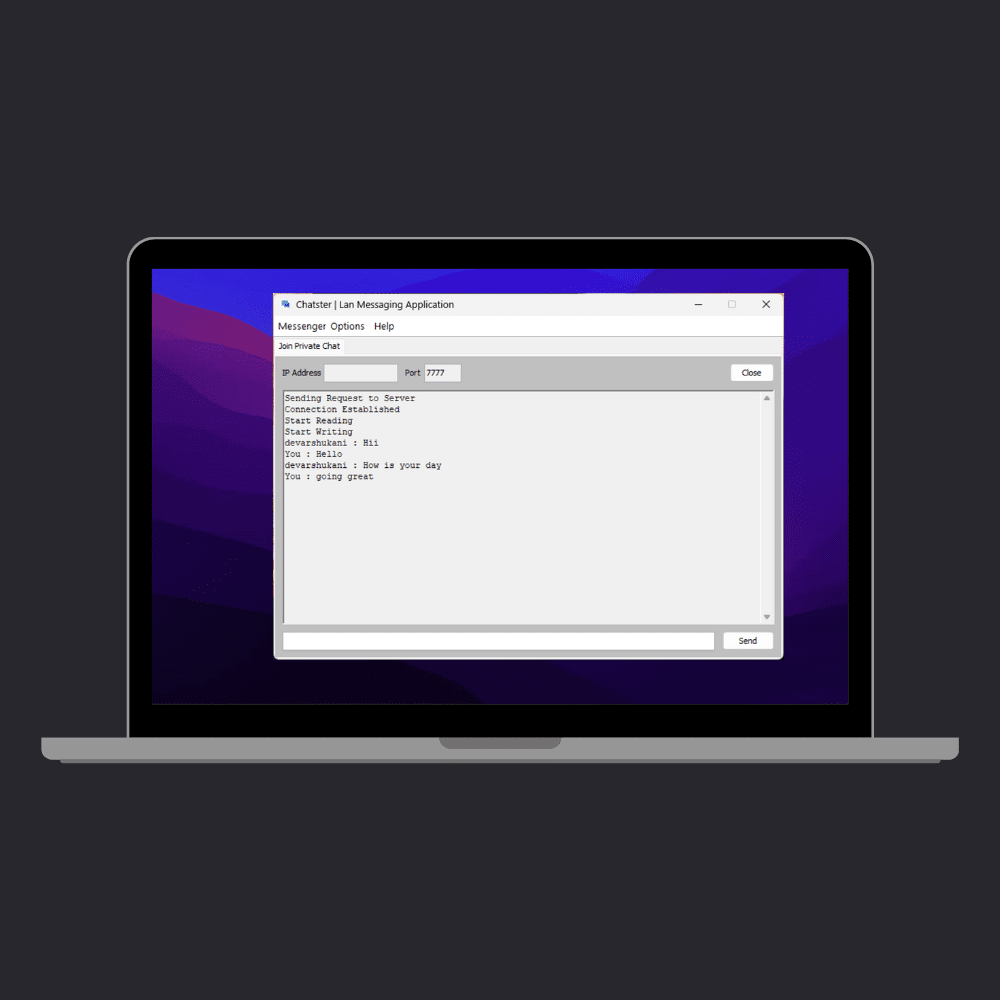 Chatster | Lan Messaging Application
Messenger Options Help
Join Private Chat
IP Address Port 7777 Close
Sending Request to Server
Connection Established
Start Reading
Start Writing
devarshukani : Hii
You : Hello
devarshukani : How is your day
You : going great
Send